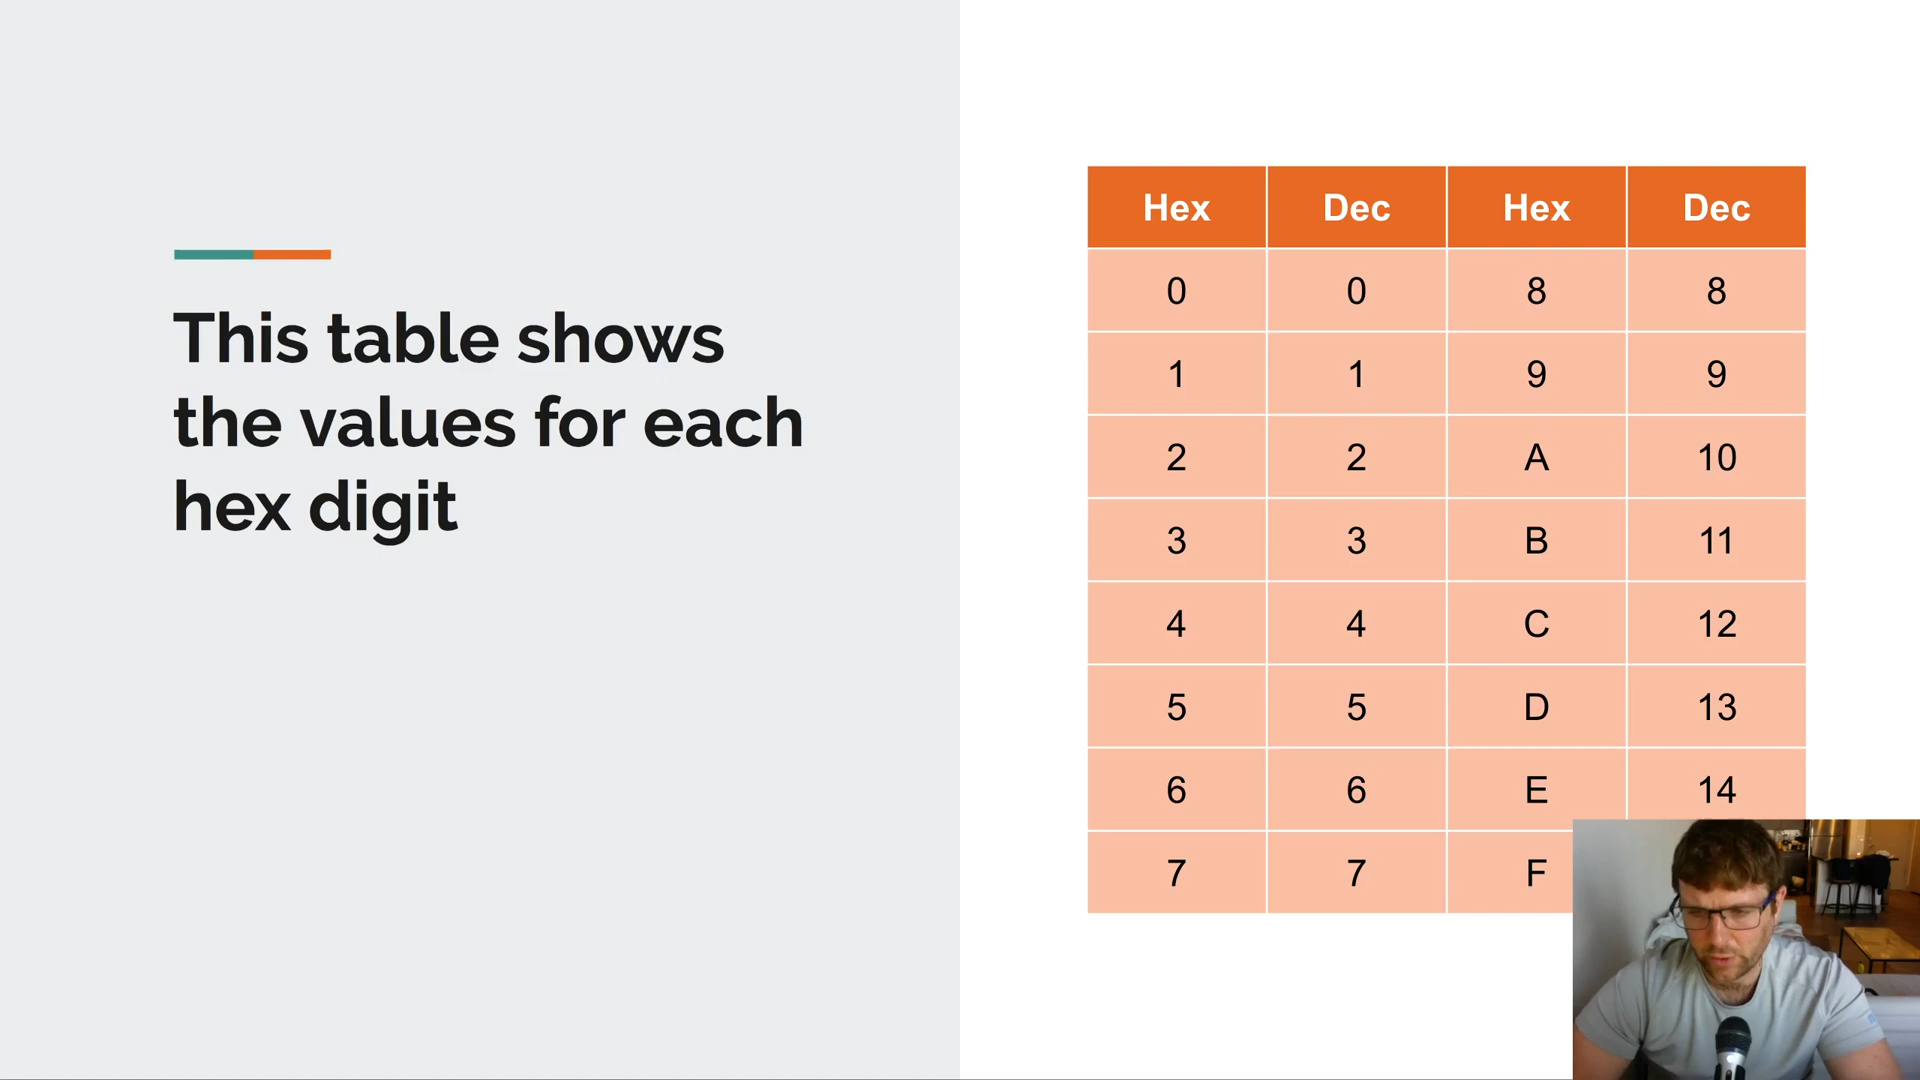 This table shows
the values for each
hex digit
Hex Dec Hex Dec
0 0 8 8
1 1 9 9
2 2 A 10
3 3 B 11
4 4 C 12
5 5 D 13
6 6 E 14
7 7 F